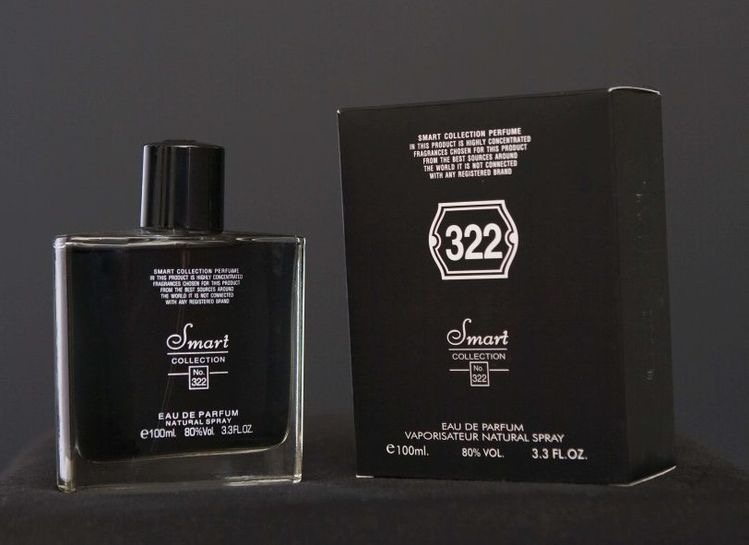 SMART COLLECTION PERFUME
IN THIS PRODUCT IS HIGHLY CONCENTRATED
FRAGRANCES CHOSEN FOR THIS PRODUCT
FROM THE BEST SOURCES AROUND
THE WORLD IT IS NOT CONNECTED
WITH ANY REGISTERED BRAND
Smart
COLLECTION
No.
322
EAU DE PARFUM
NATURAL SPRAY
e100ml. 80%Vol. 3.3FL.OZ.
SMART COLLECTION PERFUME
IN THIS PRODUCT IS HIGHLY CONCENTRATED
FRAGRANCES CHOSEN FOR THIS PRODUCT
FROM THE BEST SOURCES AROUND
THE WORLD IT IS NOT CONNECTED
WITH ANY REGISTERED BRAND
322
Smart
COLLECTION
No.
322
EAU DE PARFUM
VAPORISATEUR NATURAL SPRAY
e100ml. 80% VOL. 3.3 FL.OZ.